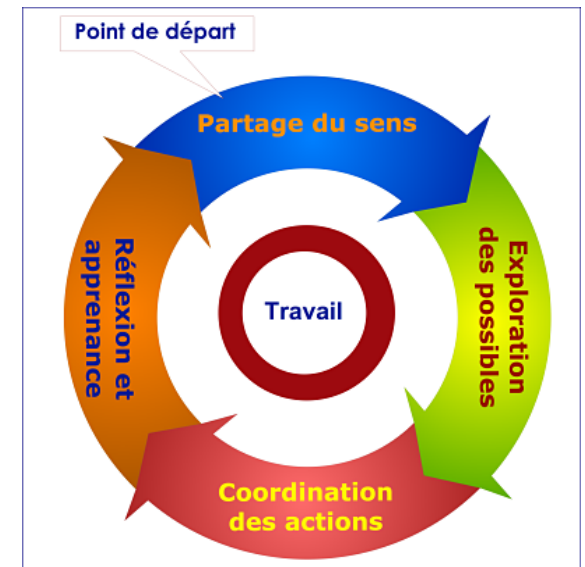 Point de départ
Partage du sens
Exploration
des possibles
Coordination
des actions
Réflexion et
apprenance
Travail